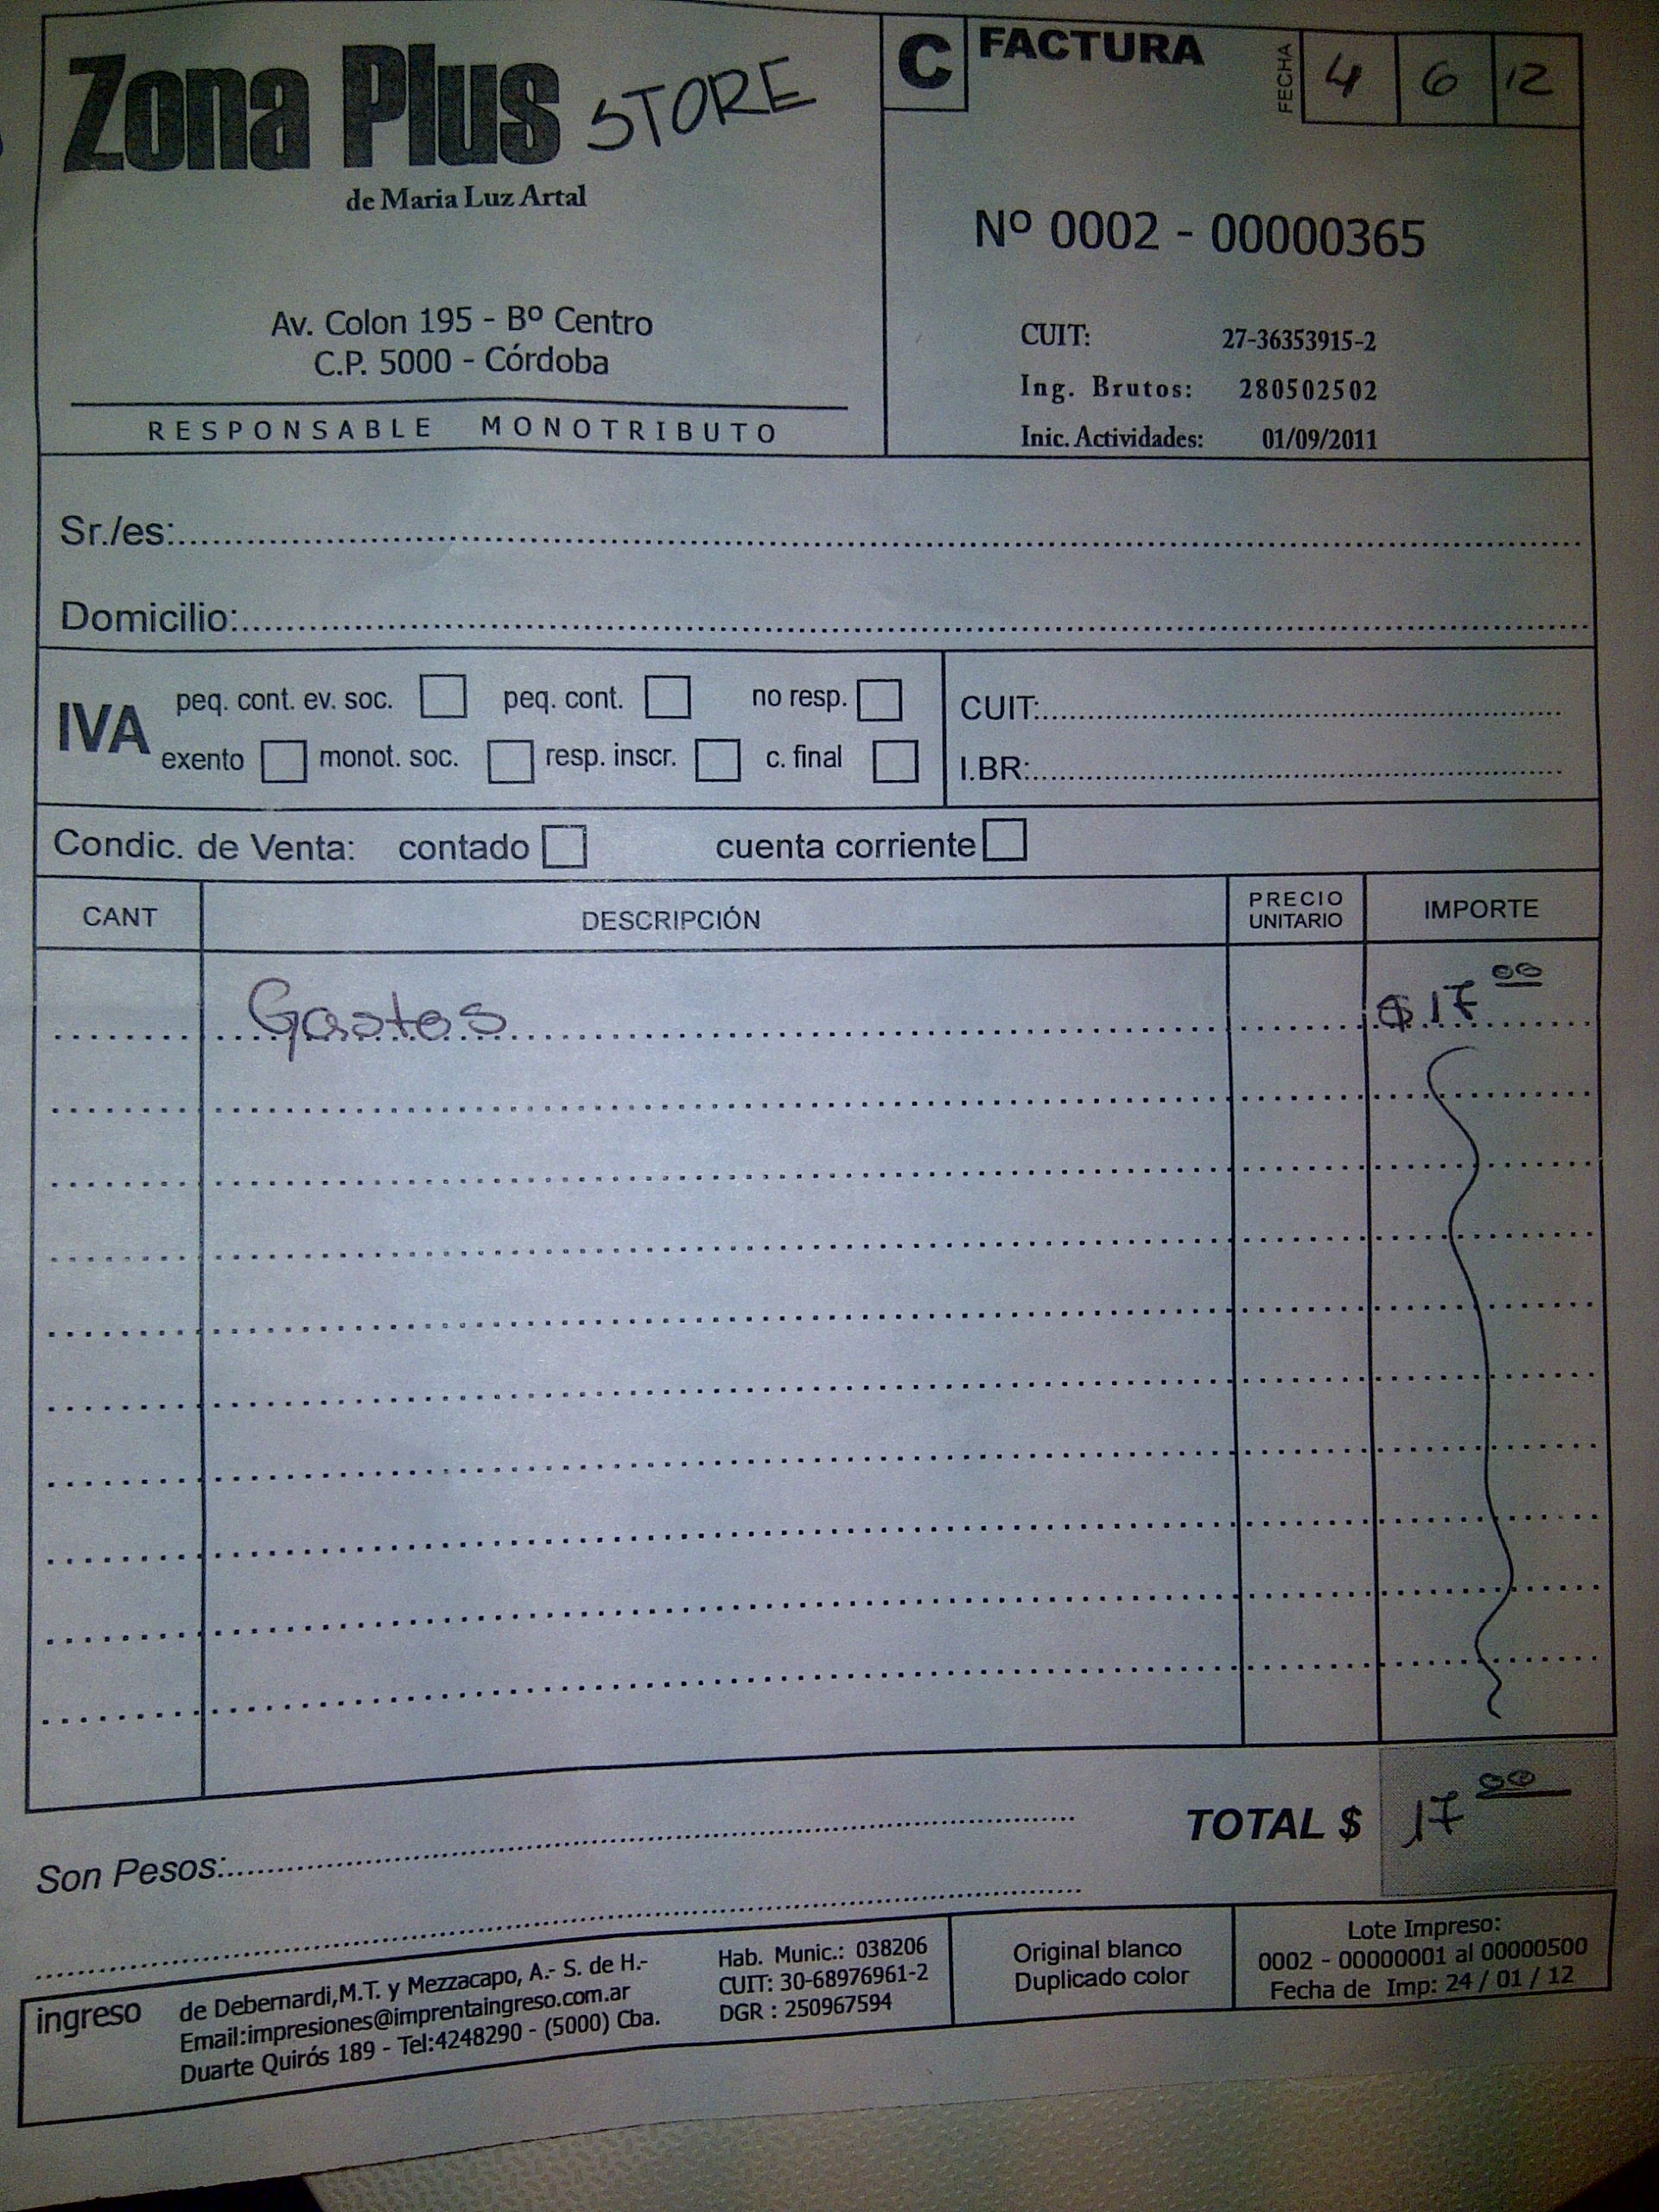 Zona Plus STORE
de Maria Luz Artal
Av. Colon 195 - Bº Centro
C.P. 5000 - Córdoba
RESPONSABLE MONOTRIBUTO
C FACTURA
FECHA 4 6 12
Nº 0002 - 00000365
CUIT: 27-36353915-2
Ing. Brutos: 280502502
Inic. Actividades: 01/09/2011
Sr./es:
Domicilio:
IVA
peq. cont. ev. soc. peq. cont. no resp.
exento monot. soc. resp. inscr. c. final
CUIT:
I.BR:
Condic. de Venta: contado cuenta corriente
CANT DESCRIPCIÓN PRECIO UNITARIO IMPORTE
Gastos $17 00
TOTAL $ 17 00
Son Pesos:
ingreso
de Debernardi,M.T. y Mezzacapo, A.- S. de H.-
Email:impresiones@imprentaingreso.com.ar
Duarte Quirós 189 - Tel:4248290 - (5000) Cba.
Hab. Munic.: 038206
CUIT: 30-68976961-2
DGR : 250967594
Original blanco
Duplicado color
Lote Impreso:
0002 - 00000001 al 00000500
Fecha de Imp: 24 / 01 / 12